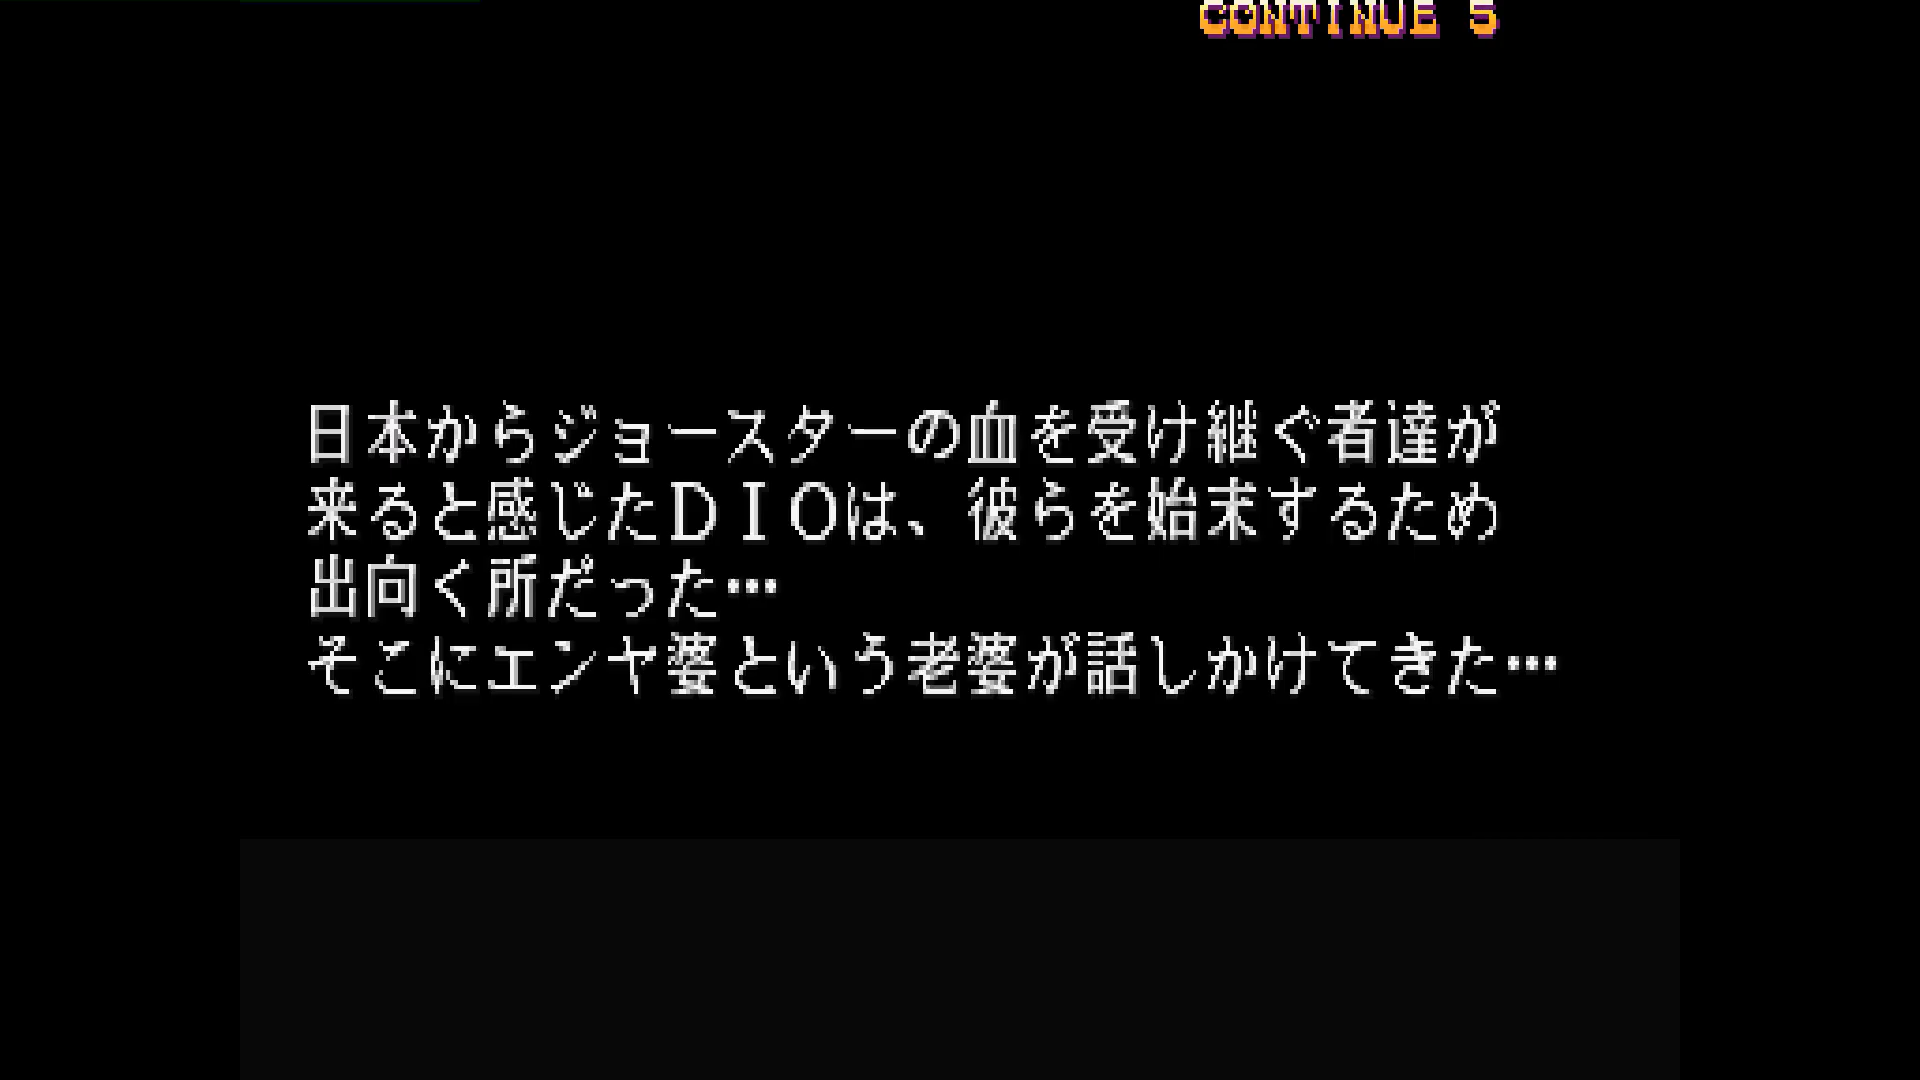 CONTINUE 5
日本からジョースターの血を受け継ぐ者達が
来ると感じたＤＩＯは、彼らを始末するため
出向く所だった…
そこにエンヤ婆という老婆が話しかけてきた…